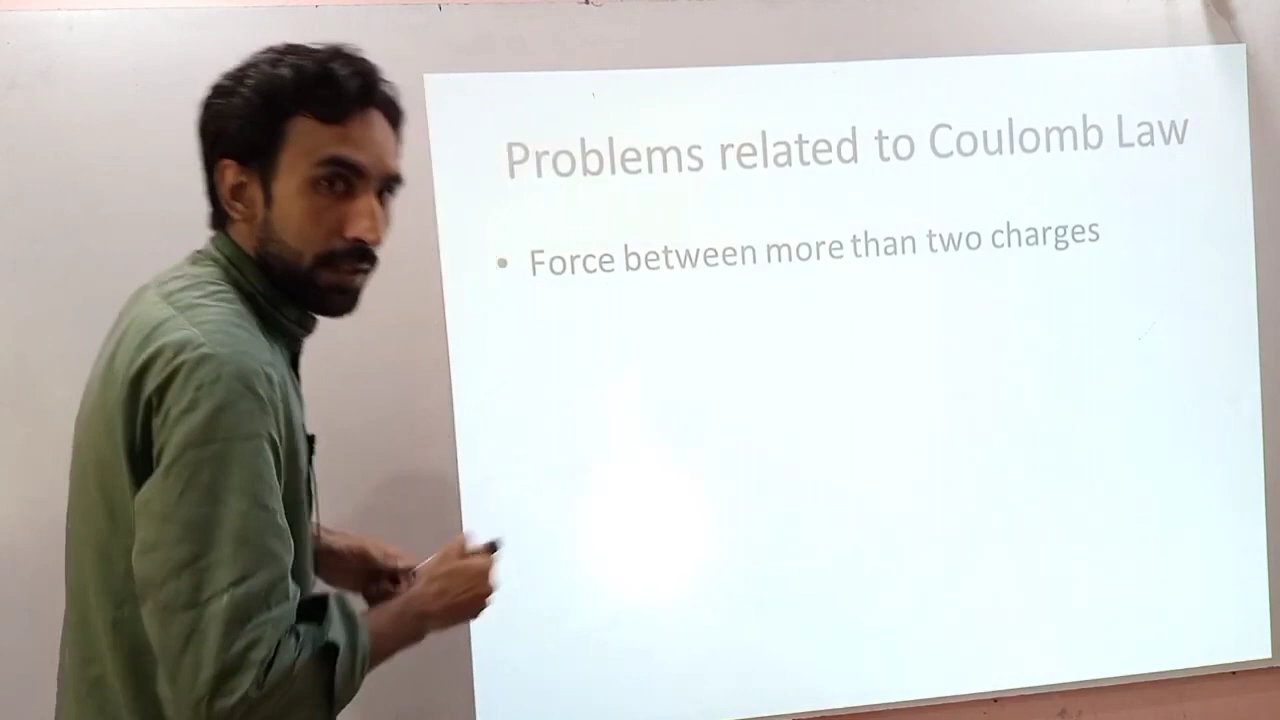 Problems related to Coulomb Law
• Force between more than two charges